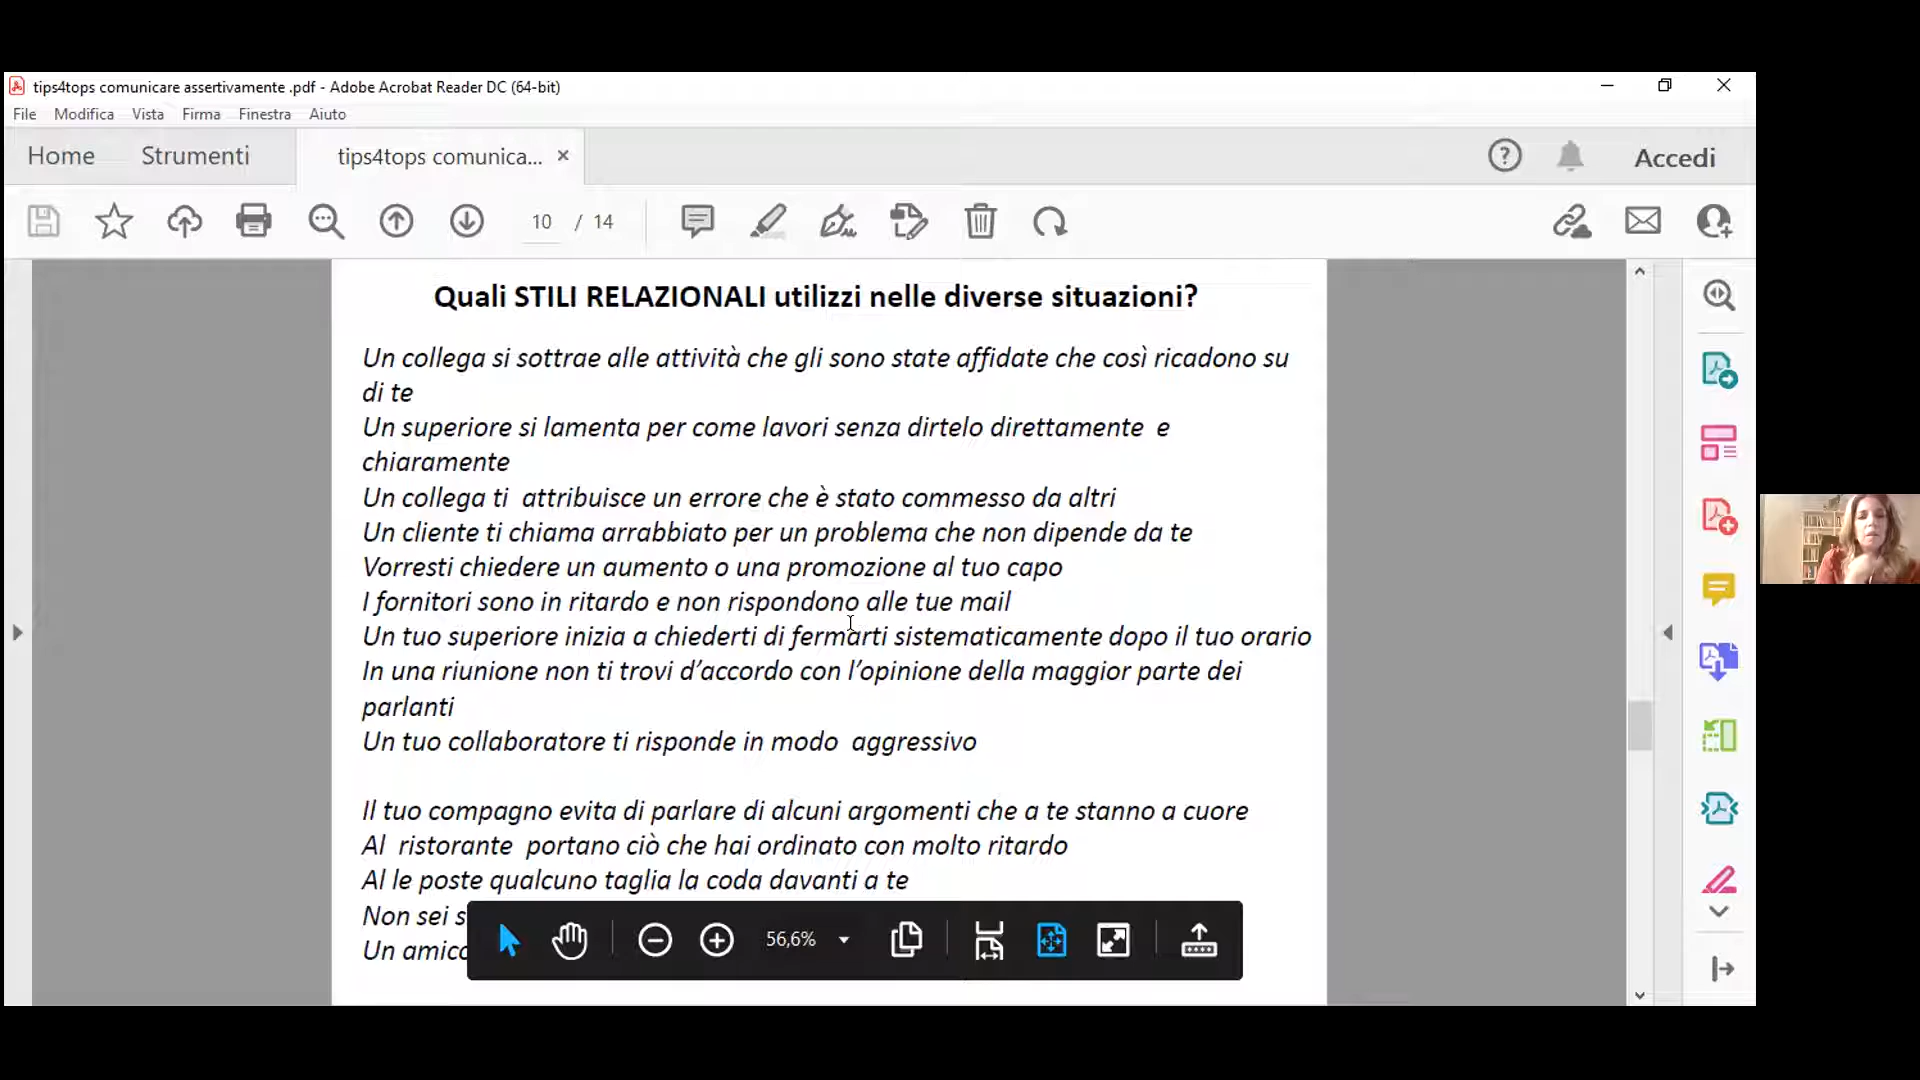 tips4tops comunicare assertivamente .pdf - Adobe Acrobat Reader DC (64-bit)
File Modifica Vista Firma Finestra Aiuto
Home Strumenti tips4tops comunica... Accedi
10 / 14
Quali STILI RELAZIONALI utilizzi nelle diverse situazioni?
Un collega si sottrae alle attività che gli sono state affidate che così ricadono su
di te
Un superiore si lamenta per come lavori senza dirtelo direttamente e
chiaramente
Un collega ti attribuisce un errore che è stato commesso da altri
Un cliente ti chiama arrabbiato per un problema che non dipende da te
Vorresti chiedere un aumento o una promozione al tuo capo
I fornitori sono in ritardo e non rispondono alle tue mail
Un tuo superiore inizia a chiederti di fermarti sistematicamente dopo il tuo orario
In una riunione non ti trovi d’accordo con l’opinione della maggior parte dei
parlanti
Un tuo collaboratore ti risponde in modo aggressivo
Il tuo compagno evita di parlare di alcuni argomenti che a te stanno a cuore
Al ristorante portano ciò che hai ordinato con molto ritardo
Al le poste qualcuno taglia la coda davanti a te
Non sei s
Un amico
56,6%